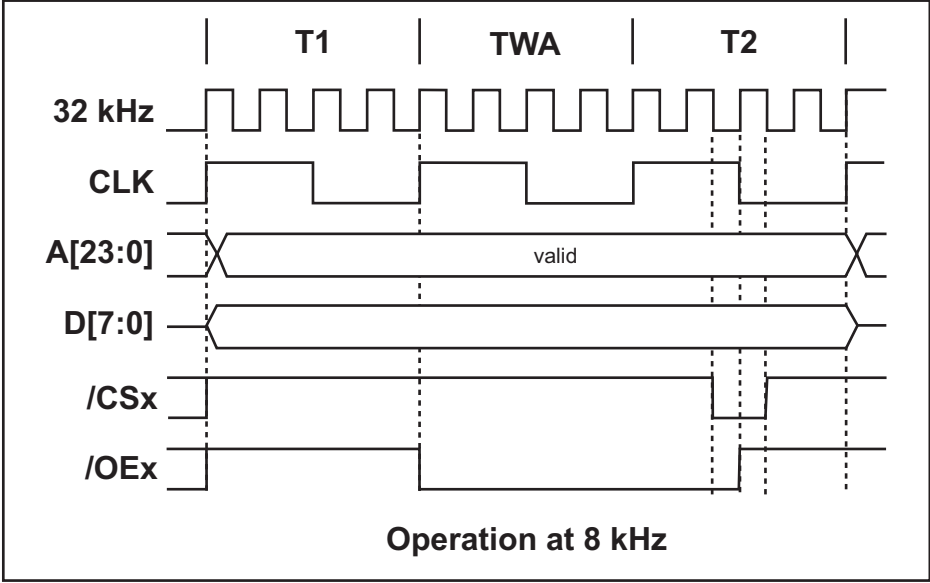 T1 TWA T2
32 kHz
CLK
A[23:0] valid
D[7:0]
/CSx
/OEx
Operation at 8 kHz